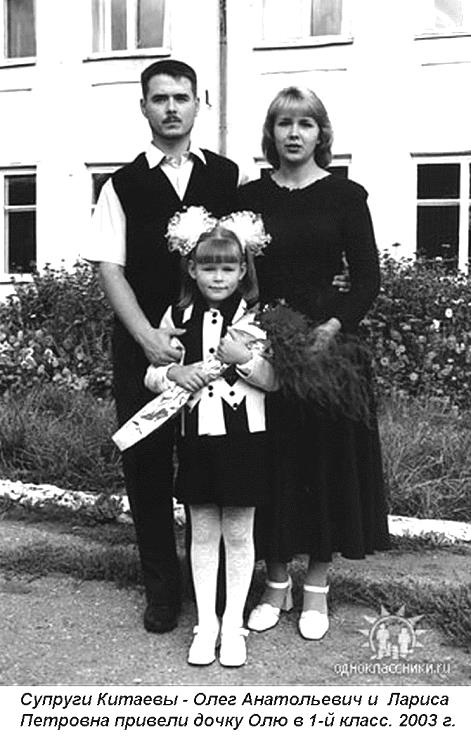 одноклассники.ru
Супруги Китаевы - Олег Анатольевич и Лариса
Петровна привели дочку Олю в 1-й класс. 2003 г.